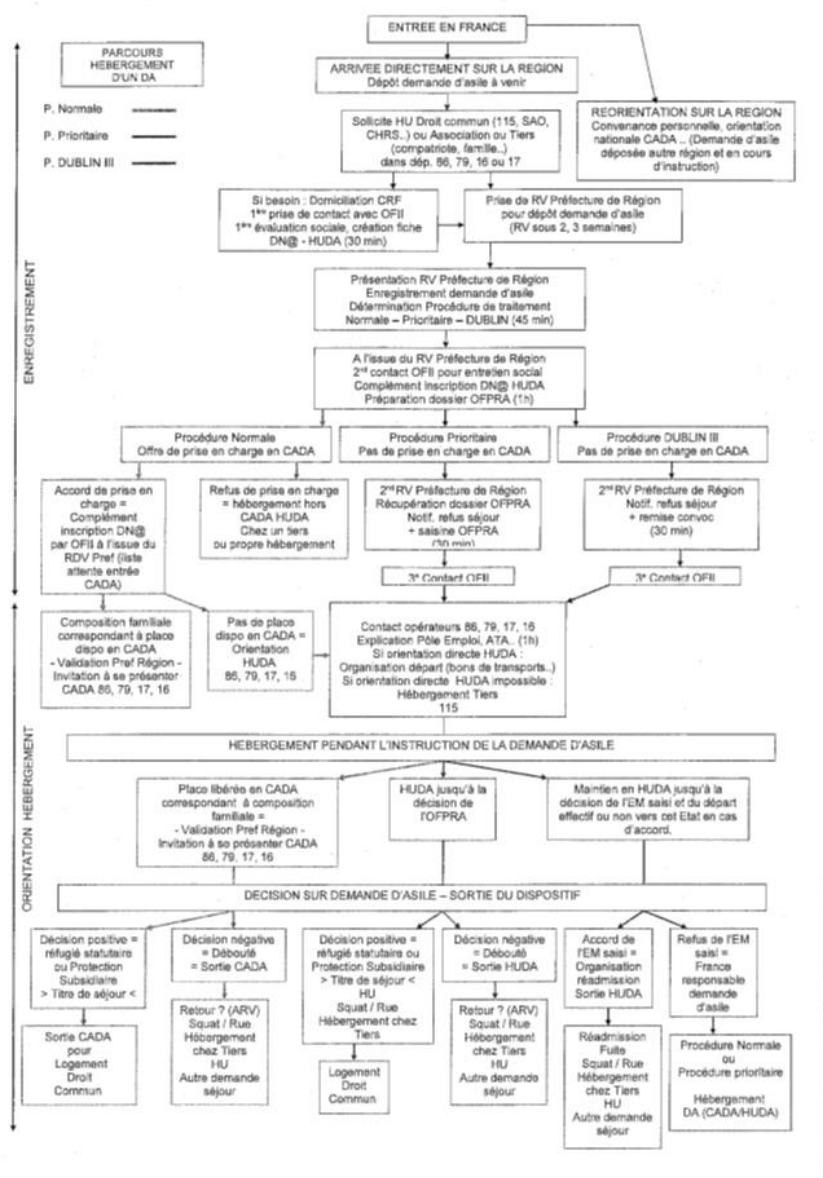 ENTREE EN FRANCE
PARCOURS
HEBERGEMENT
D'UN DA
P. Normale
P. Prioritaire
P. DUBLIN III
ARRIVEE DIRECTEMENT SUR LA REGION
Dépôt demande d'asile à venir
Sollicite HU Droit commun (115, SAO,
CHRS..) ou Association ou Tiers
(compatriote, famille..)
dans dép. 86, 79, 16 ou 17
REORIENTATION SUR LA REGION
Convenance personnelle, orientation
nationale CADA .. (Demande d'asile
déposée autre région et en cours
d'instruction)
Si besoin : Domiciliation CRF
1ère prise de contact avec OFII
1ère évaluation sociale, création fiche
DN@ - HUDA (30 min)
Prise de RV Préfecture de Région
pour dépôt demande d'asile
(RV sous 2, 3 semaines)
ENREGISTREMENT
Présentation RV Préfecture de Région
Enregistrement demande d'asile
Détermination Procédure de traitement
Normale – Prioritaire – DUBLIN (45 min)
A l'issue du RV Préfecture de Région
2nd contact OFII pour entretien social
Complément inscription DN@ HUDA
Préparation dossier OFPRA (1h)
Procédure Normale
Offre de prise en charge en CADA
Procédure Prioritaire
Pas de prise en charge en CADA
Procédure DUBLIN III
Pas de prise en charge en CADA
Accord de prise en
charge =
Complément
inscription DN@
par OFII à l'issue du
RDV Pref (liste
attente entrée
CADA)
Refus de prise en charge
= hébergement hors
CADA HUDA
Chez un tiers
ou propre hébergement
2nd RV Préfecture de Région
Récupération dossier OFPRA
Notif. refus séjour
+ saisine OFPRA
(30 min)
2nd RV Préfecture de Région
Notif. refus séjour
+ remise convoc
(30 min)
3e Contact OFII
3e Contact OFII
ORIENTATION HEBERGEMENT
Composition familiale
correspondant à place
dispo en CADA
- Validation Pref Région -
Invitation à se présenter
CADA 86, 79, 17, 16
Pas de place
dispo en CADA =
Orientation
HUDA
86, 79, 17, 16
Contact opérateurs 86, 79, 17, 16
Explication Pôle Emploi, ATA.. (1h)
Si orientation directe HUDA :
Organisation départ (bons de transports..)
Si orientation directe HUDA impossible :
Hébergement Tiers
115
HEBERGEMENT PENDANT L'INSTRUCTION DE LA DEMANDE D'ASILE
Place libérée en CADA
correspondant à composition
familiale =
- Validation Pref Région -
Invitation à se présenter CADA
86, 79, 17, 16
HUDA jusqu'à la
décision de
l'OFPRA
Maintien en HUDA jusqu'à la
décision de l'EM saisi et du départ
effectif ou non vers cet Etat en cas
d'accord.
DECISION SUR DEMANDE D'ASILE – SORTIE DU DISPOSITIF
Décision positive =
réfugié statutaire
ou Protection
Subsidiaire
> Titre de séjour <
Décision négative
= Débouté
= Sortie CADA
Décision positive =
réfugié statutaire ou
Protection Subsidiaire
> Titre de séjour <
HU
Squat / Rue
Hébergement chez
Tiers
Décision négative
= Débouté
= Sortie HUDA
Accord de
l'EM saisi =
Organisation
réadmission
Sortie HUDA
Refus de l'EM
saisi =
France
responsable
demande
d'asile
Sortie CADA
pour
Logement
Droit
Commun
Retour ? (ARV)
Squat / Rue
Hébergement
chez Tiers
HU
Autre demande
séjour
Logement
Droit
Commun
Retour ? (ARV)
Squat / Rue
Hébergement
chez Tiers
HU
Autre demande
séjour
Réadmission
Fuite
Squat / Rue
Hébergement
chez Tiers
HU
Autre demande
séjour
Procédure Normale
ou
Procédure prioritaire
Hébergement
DA (CADA/HUDA)